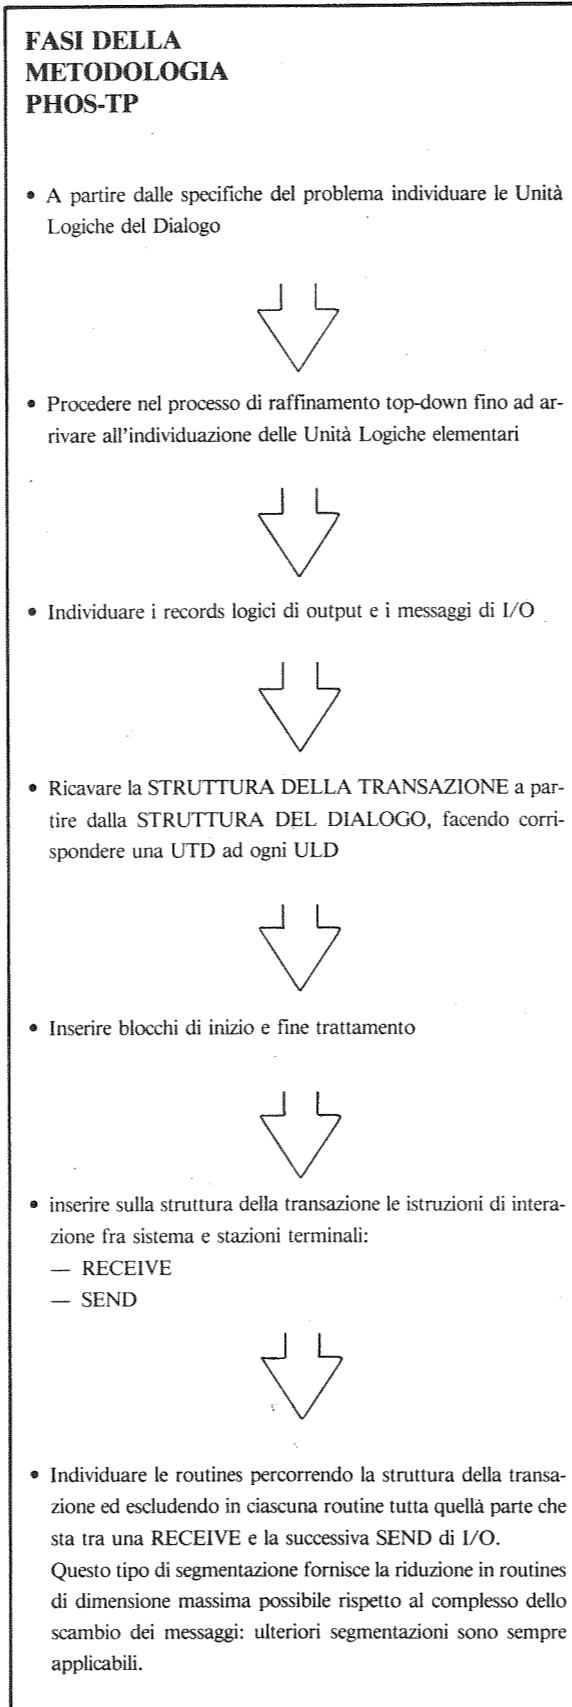 FASI DELLA
METODOLOGIA
PHOS-TP
• A partire dalle specifiche del problema individuare le Unità
Logiche del Dialogo
• Procedere nel processo di raffinamento top-down fino ad ar-
rivare all'individuazione delle Unità Logiche elementari
• Individuare i records logici di output e i messaggi di I/O
• Ricavare la STRUTTURA DELLA TRANSAZIONE a par-
tire dalla STRUTTURA DEL DIALOGO, facendo corri-
spondere una UTD ad ogni ULD
• Inserire blocchi di inizio e fine trattamento
• inserire sulla struttura della transazione le istruzioni di intera-
zione fra sistema e stazioni terminali:
— RECEIVE
— SEND
• Individuare le routines percorrendo la struttura della transa-
zione ed escludendo in ciascuna routine tutta quella parte che
sta tra una RECEIVE e la successiva SEND di I/O.
Questo tipo di segmentazione fornisce la riduzione in routines
di dimensione massima possibile rispetto al complesso dello
scambio dei messaggi: ulteriori segmentazioni sono sempre
applicabili.